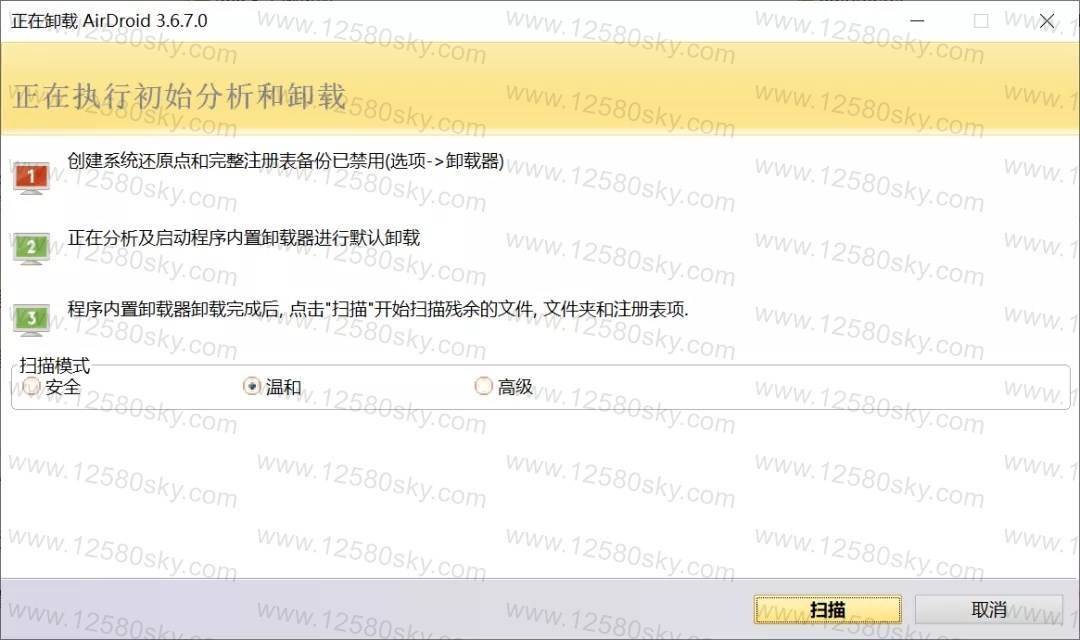 正在卸载 AirDroid 3.6.7.0
正在执行初始分析和卸载
1 创建系统还原点和完整注册表备份已禁用(选项->卸载器)
2 正在分析及启动程序内置卸载器进行默认卸载
3 程序内置卸载器卸载完成后, 点击"扫描"开始扫描残余的文件, 文件夹和注册表项.
扫描模式
安全 温和 高级
扫描 取消
www.12580sky.com